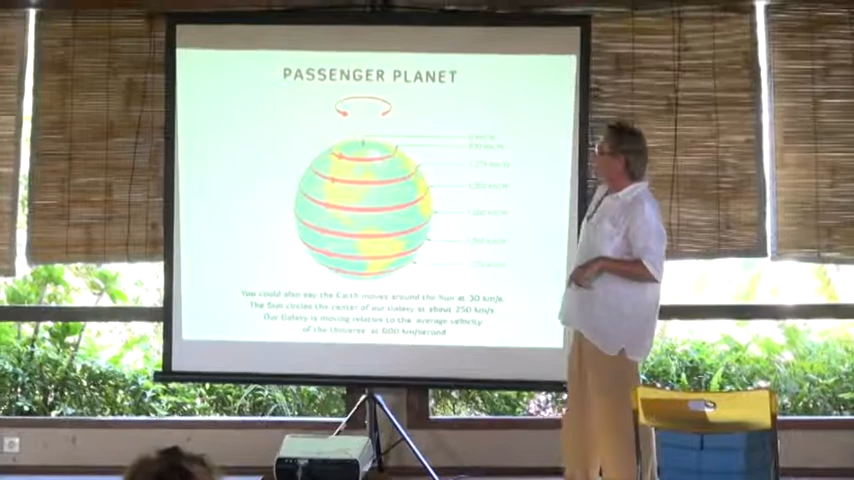 PASSENGER PLANET
You could also say the Earth moves around the Sun at 30 km/s.
The Sun circles the center of our Galaxy at about 250 km/s.
Our Galaxy is moving relative to the average velocity
of the Universe at 600 km/second.